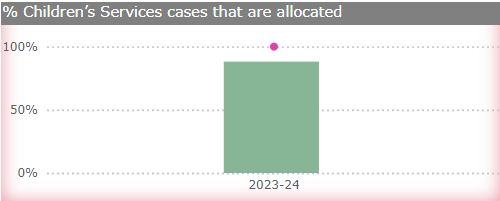 % Children’s Services cases that are allocated
100%
50%
0%
2023-24